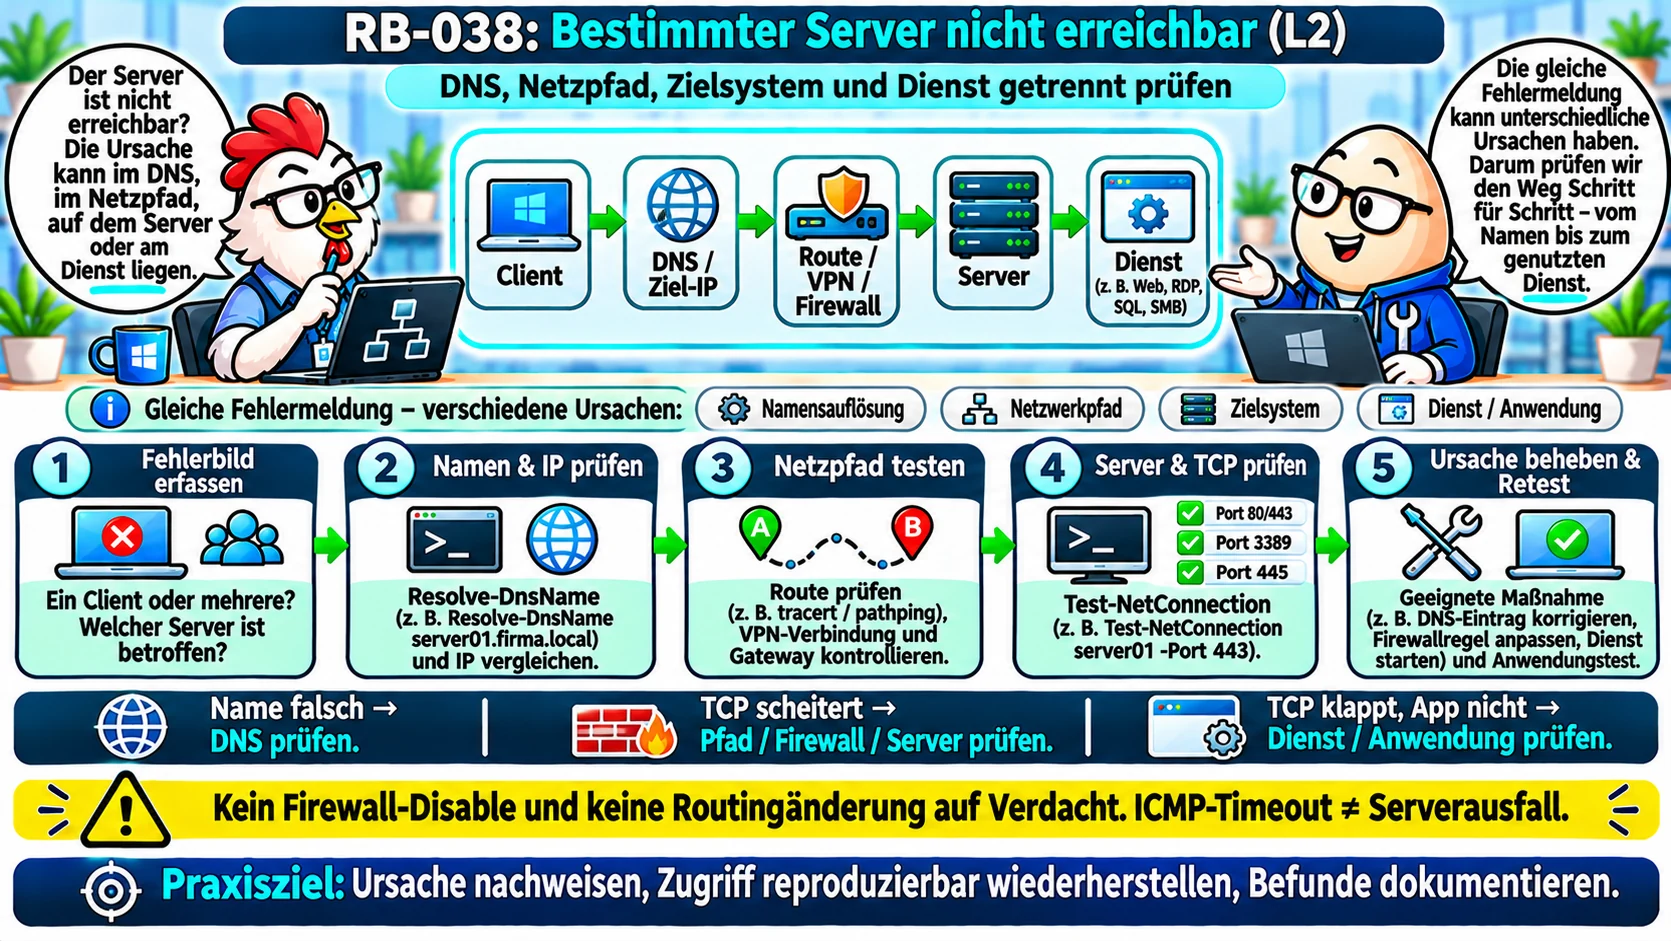 RB-038: Bestimmter Server nicht erreichbar (L2)
DNS, Netzpfad, Zielsystem und Dienst getrennt prüfen
Der Server
ist nicht
erreichbar?
Die Ursache
kann im DNS,
im Netzpfad,
auf dem Server
oder am
Dienst liegen.
Client
DNS /
Ziel-IP
Route /
VPN /
Firewall
Server
Dienst
(z. B. Web, RDP,
SQL, SMB)
Die gleiche
Fehlermeldung
kann unterschiedliche
Ursachen haben.
Darum prüfen wir
den Weg Schritt
für Schritt – vom
Namen bis zum
genutzten
Dienst.
i Gleiche Fehlermeldung – verschiedene Ursachen:
Namensauflösung
Netzwerkpfad
Zielsystem
Dienst / Anwendung
1 Fehlerbild
erfassen
Ein Client oder mehrere?
Welcher Server ist
betroffen?
2 Namen & IP prüfen
>_
Resolve-DnsName
(z. B. Resolve-DnsName
server01.firma.local)
und IP vergleichen.
3 Netzpfad testen
A
B
Route prüfen
(z. B. tracert / pathping),
VPN-Verbindung und
Gateway kontrollieren.
4 Server & TCP prüfen
>_
Port 80/443
Port 3389
Port 445
Test-NetConnection
(z. B. Test-NetConnection
server01 -Port 443).
5 Ursache beheben &
Retest
Geeignete Maßnahme
(z. B. DNS-Eintrag korrigieren,
Firewallregel anpassen, Dienst
starten) und Anwendungstest.
Name falsch →
DNS prüfen.
TCP scheitert →
Pfad / Firewall / Server prüfen.
TCP klappt, App nicht →
Dienst / Anwendung prüfen.
Kein Firewall-Disable und keine Routingänderung auf Verdacht. ICMP-Timeout ≠ Serverausfall.
Praxisziel: Ursache nachweisen, Zugriff reproduzierbar wiederherstellen, Befunde dokumentieren.